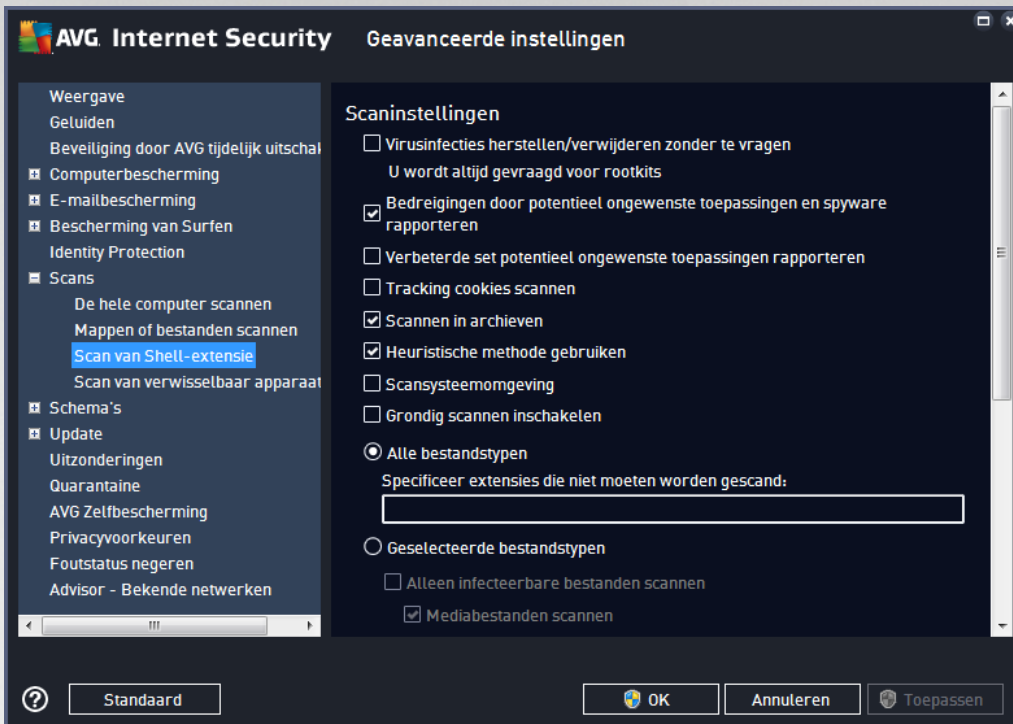 AVG. Internet Security Geavanceerde instellingen
Weergave
Geluiden
Beveiliging door AVG tijdelijk uitschak
Computerbescherming
E-mailbescherming
Bescherming van Surfen
Identity Protection
Scans
De hele computer scannen
Mappen of bestanden scannen
Scan van Shell-extensie
Scan van verwisselbaar apparaat
Schema's
Update
Uitzonderingen
Quarantaine
AVG Zelfbescherming
Privacyvoorkeuren
Foutstatus negeren
Advisor - Bekende netwerken
Scaninstellingen
Virusinfecties herstellen/verwijderen zonder te vragen
U wordt altijd gevraagd voor rootkits
Bedreigingen door potentieel ongewenste toepassingen en spyware
rapporteren
Verbeterde set potentieel ongewenste toepassingen rapporteren
Tracking cookies scannen
Scannen in archieven
Heuristische methode gebruiken
Scansysteemomgeving
Grondig scannen inschakelen
Alle bestandstypen
Specificeer extensies die niet moeten worden gescand:
Geselecteerde bestandstypen
Alleen infecteerbare bestanden scannen
Mediabestanden scannen
? Standaard OK Annuleren Toepassen